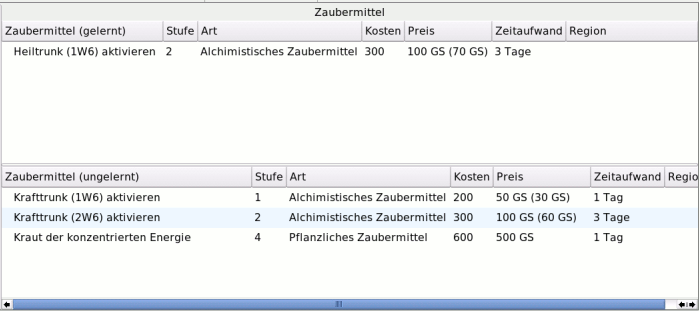 Zaubermittel
Zaubermittel (gelernt) Stufe Art Kosten Preis Zeitaufwand Region
Heiltrunk (1W6) aktivieren 2 Alchimistisches Zaubermittel 300 100 GS (70 GS) 3 Tage
Zaubermittel (ungelernt) Stufe Art Kosten Preis Zeitaufwand Regio
Krafttrunk (1W6) aktivieren 1 Alchimistisches Zaubermittel 200 50 GS (30 GS) 1 Tag
Krafttrunk (2W6) aktivieren 2 Alchimistisches Zaubermittel 300 100 GS (60 GS) 3 Tage
Kraut der konzentrierten Energie 4 Pflanzliches Zaubermittel 600 500 GS 1 Tag